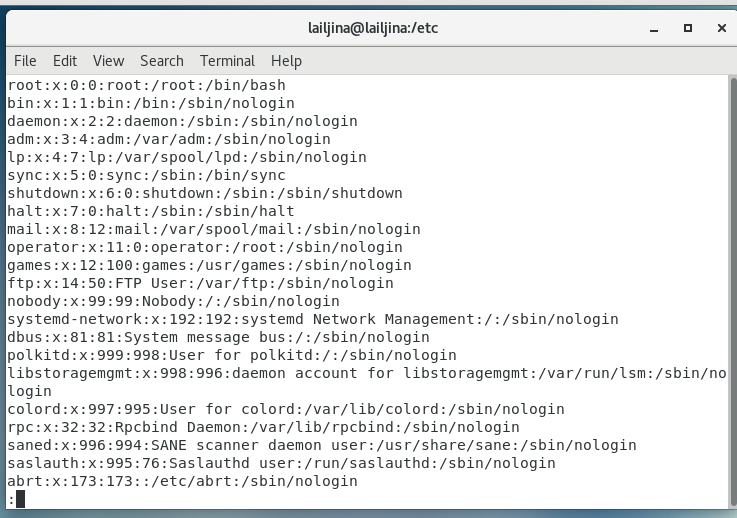 lailjina@lailjina:/etc
File Edit View Search Terminal Help
root:x:0:0:root:/root:/bin/bash
bin:x:1:1:bin:/bin:/sbin/nologin
daemon:x:2:2:daemon:/sbin:/sbin/nologin
adm:x:3:4:adm:/var/adm:/sbin/nologin
lp:x:4:7:lp:/var/spool/lpd:/sbin/nologin
sync:x:5:0:sync:/sbin:/bin/sync
shutdown:x:6:0:shutdown:/sbin:/sbin/shutdown
halt:x:7:0:halt:/sbin:/sbin/halt
mail:x:8:12:mail:/var/spool/mail:/sbin/nologin
operator:x:11:0:operator:/root:/sbin/nologin
games:x:12:100:games:/usr/games:/sbin/nologin
ftp:x:14:50:FTP User:/var/ftp:/sbin/nologin
nobody:x:99:99:Nobody:/:/sbin/nologin
systemd-network:x:192:192:systemd Network Management:/:/sbin/nologin
dbus:x:81:81:System message bus:/:/sbin/nologin
polkitd:x:999:998:User for polkitd:/:/sbin/nologin
libstoragemgmt:x:998:996:daemon account for libstoragemgmt:/var/run/lsm:/sbin/no
login
colord:x:997:995:User for colord:/var/lib/colord:/sbin/nologin
rpc:x:32:32:Rpcbind Daemon:/var/lib/rpcbind:/sbin/nologin
saned:x:996:994:SANE scanner daemon user:/usr/share/sane:/sbin/nologin
saslauth:x:995:76:Saslauthd user:/run/saslauthd:/sbin/nologin
abrt:x:173:173::/etc/abrt:/sbin/nologin
: